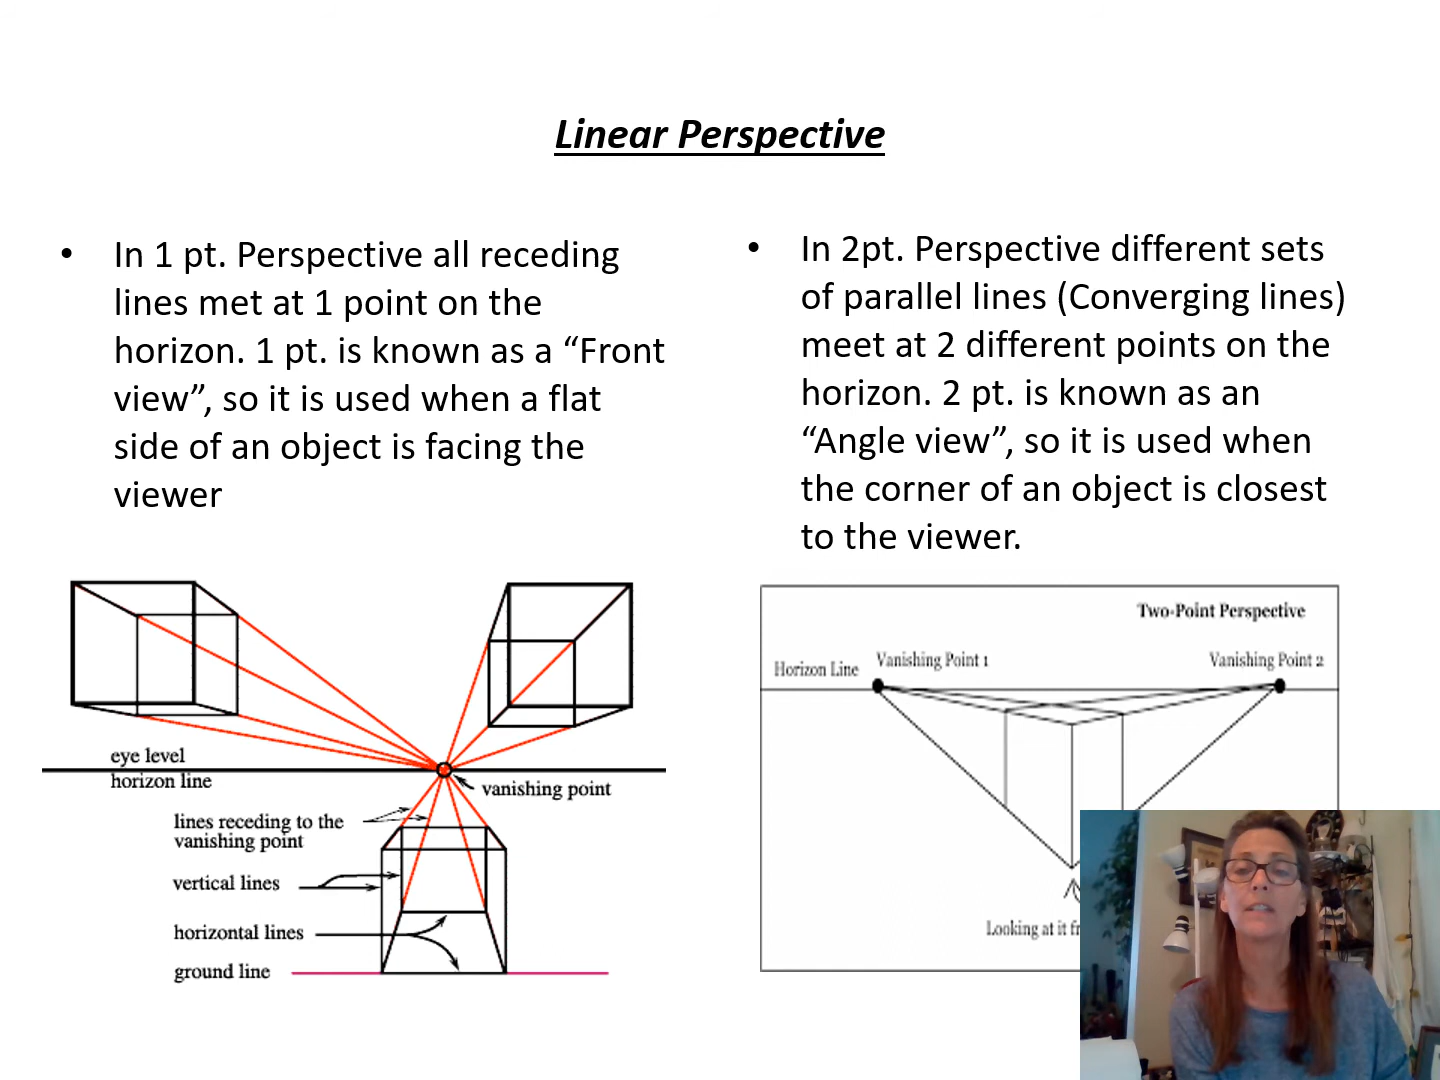 Linear Perspective
• In 1 pt. Perspective all receding
lines met at 1 point on the
horizon. 1 pt. is known as a “Front
view”, so it is used when a flat
side of an object is facing the
viewer
• In 2pt. Perspective different sets
of parallel lines (Converging lines)
meet at 2 different points on the
horizon. 2 pt. is known as an
“Angle view”, so it is used when
the corner of an object is closest
to the viewer.
eye level
horizon line
vanishing point
lines receding to the
vanishing point
vertical lines
horizontal lines
ground line
Two-Point Perspective
Horizon Line
Vanishing Point 1
Vanishing Point 2
Looking at it